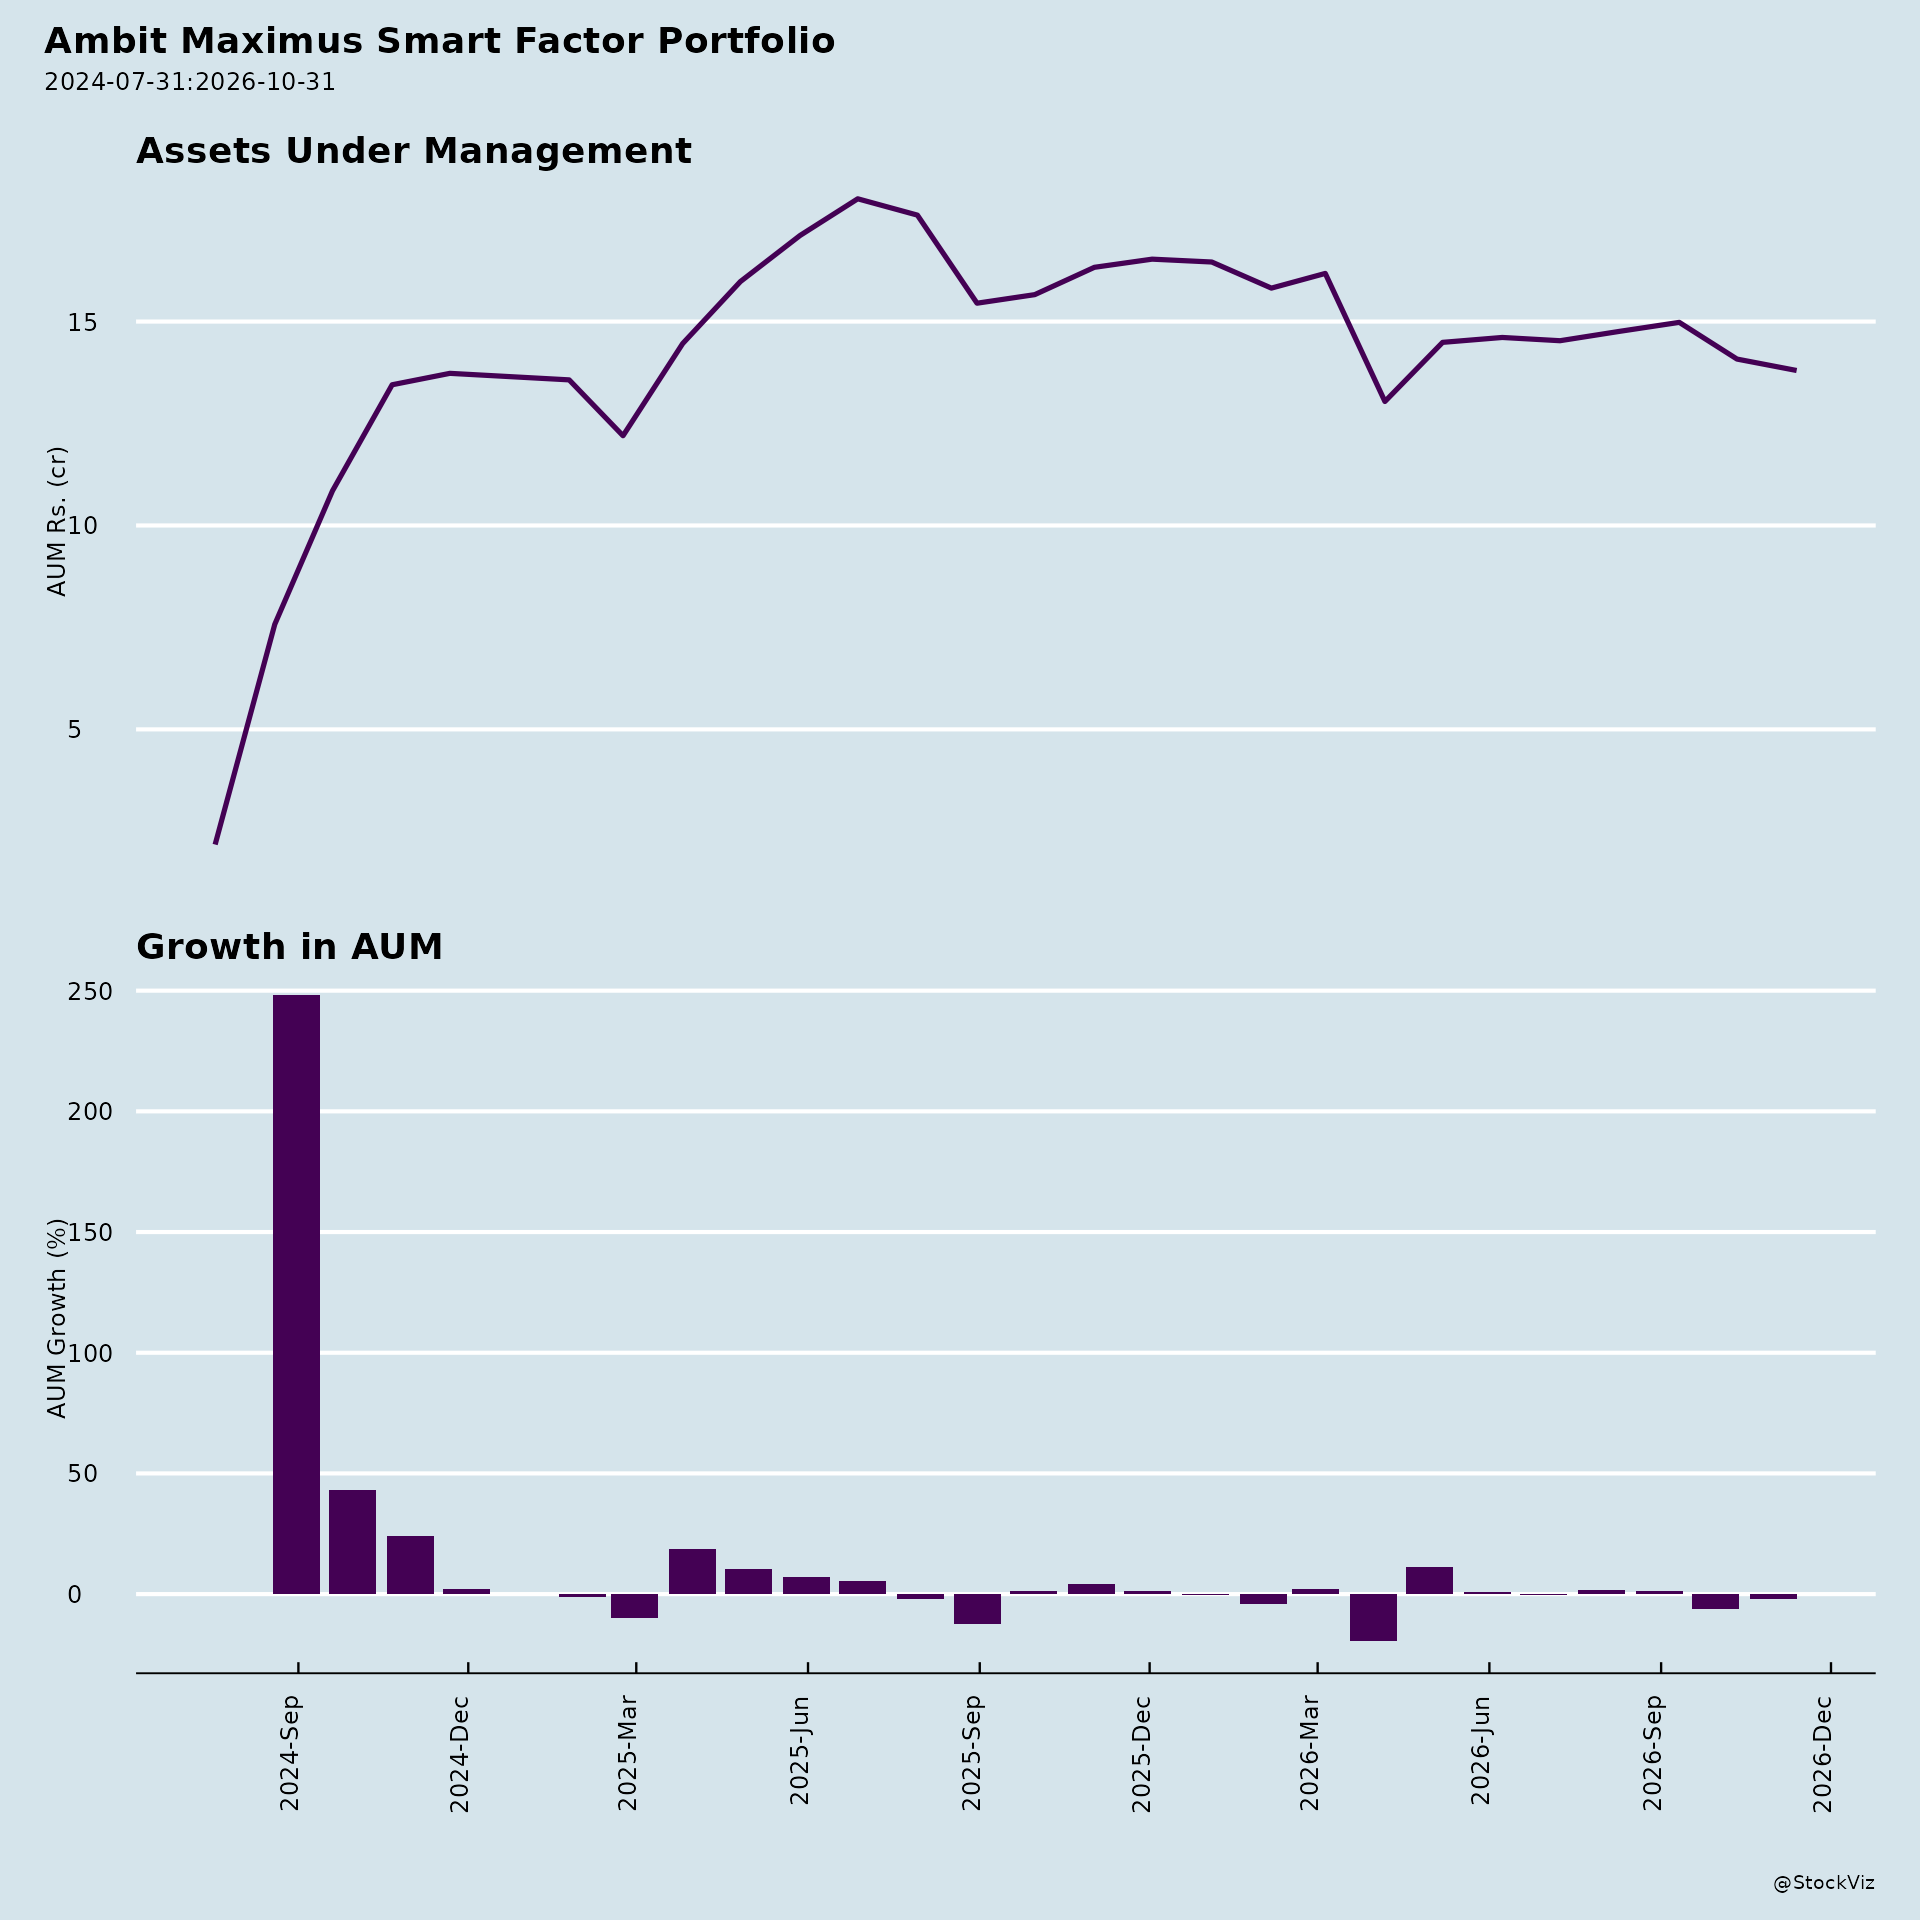 Ambit Maximus Smart Factor Portfolio
2024-07-31:2026-10-31
Assets Under Management
AUM Rs. (cr)
15
10
5
Growth in AUM
AUM Growth (%)
250
200
150
100
50
0
2024-Sep
2024-Dec
2025-Mar
2025-Jun
2025-Sep
2025-Dec
2026-Mar
2026-Jun
2026-Sep
2026-Dec
@StockViz